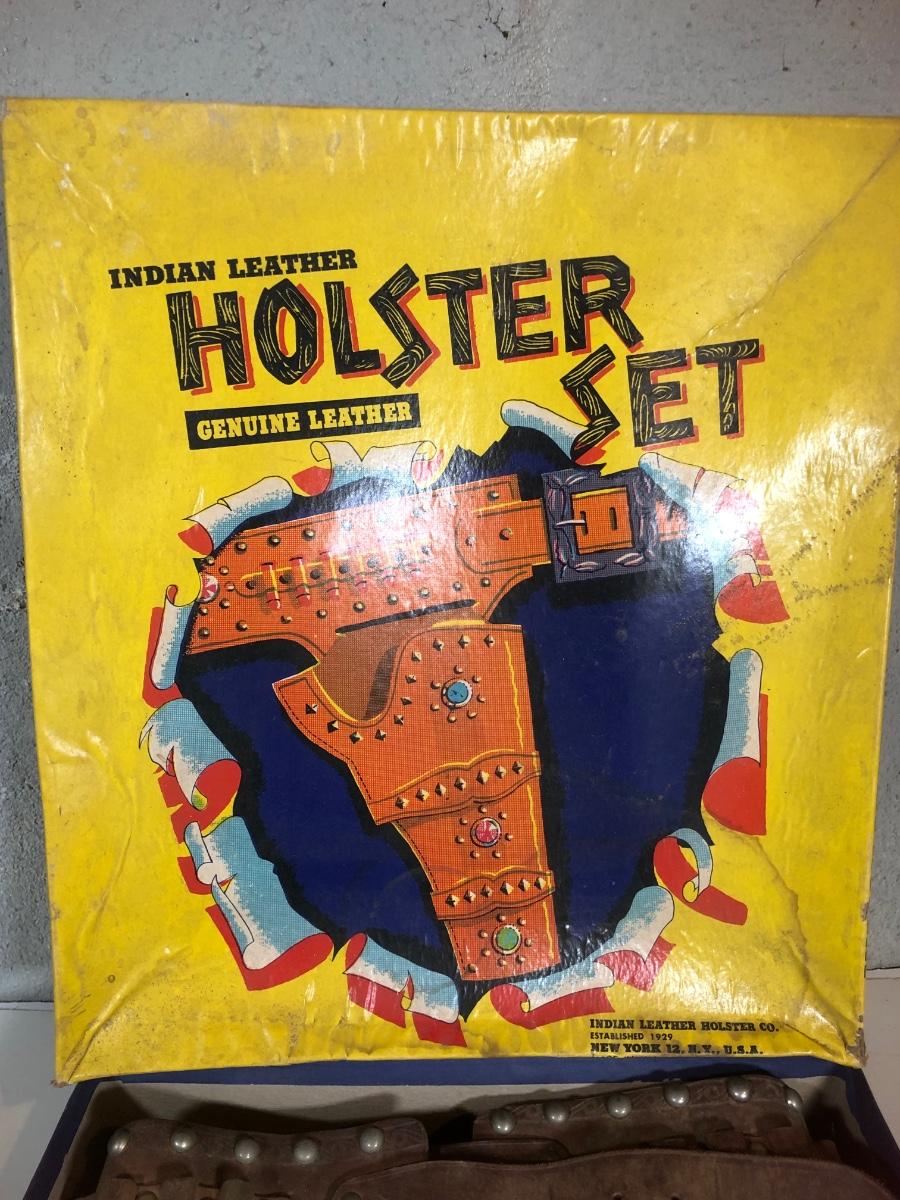 INDIAN LEATHER
HOLSTER
SET
GENUINE LEATHER
INDIAN LEATHER HOLSTER CO.
ESTABLISHED 1929
NEW YORK 12, N.Y., U.S.A.